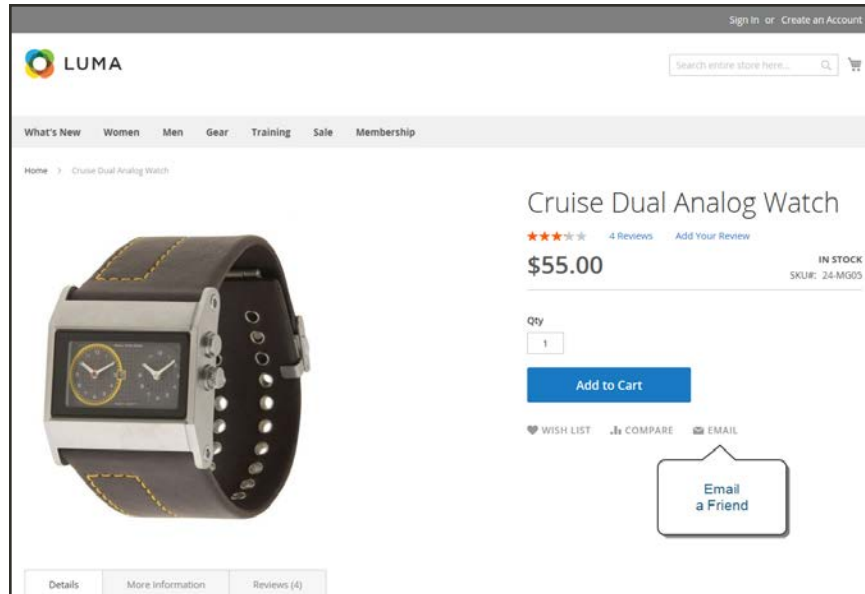 Sign In or Create an Account
LUMA
Search entire store here...
What's New Women Men Gear Training Sale Membership
Home > Cruise Dual Analog Watch
Cruise Dual Analog Watch
4 Reviews Add Your Review
$55.00
IN STOCK
SKU#: 24-MG05
Qty
1
Add to Cart
WISH LIST COMPARE EMAIL
Email
a Friend
Details More Information Reviews (4)